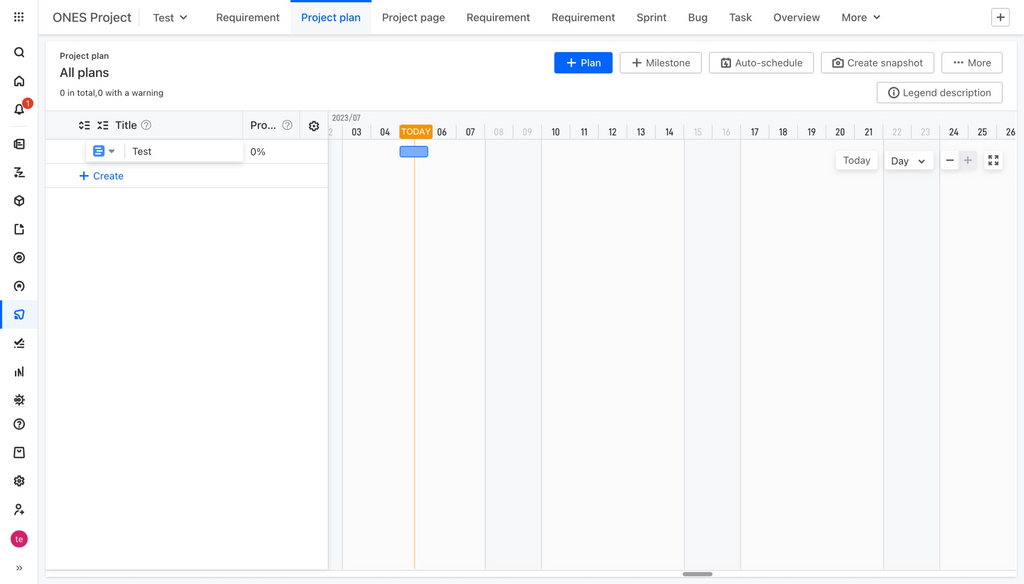 ONES Project Test Requirement Project plan Project page Requirement Requirement Sprint Bug Task Overview More
1
Project plan
All plans
0 in total,0 with a warning
Plan Milestone Auto-schedule Create snapshot More
Legend description
Title Pro...
2023/07
2 03 04 TODAY 06 07 08 09 10 11 12 13 14 15 16 17 18 19 20 21 22 23 24 25 26
Test 0%
Today Day
Create
te